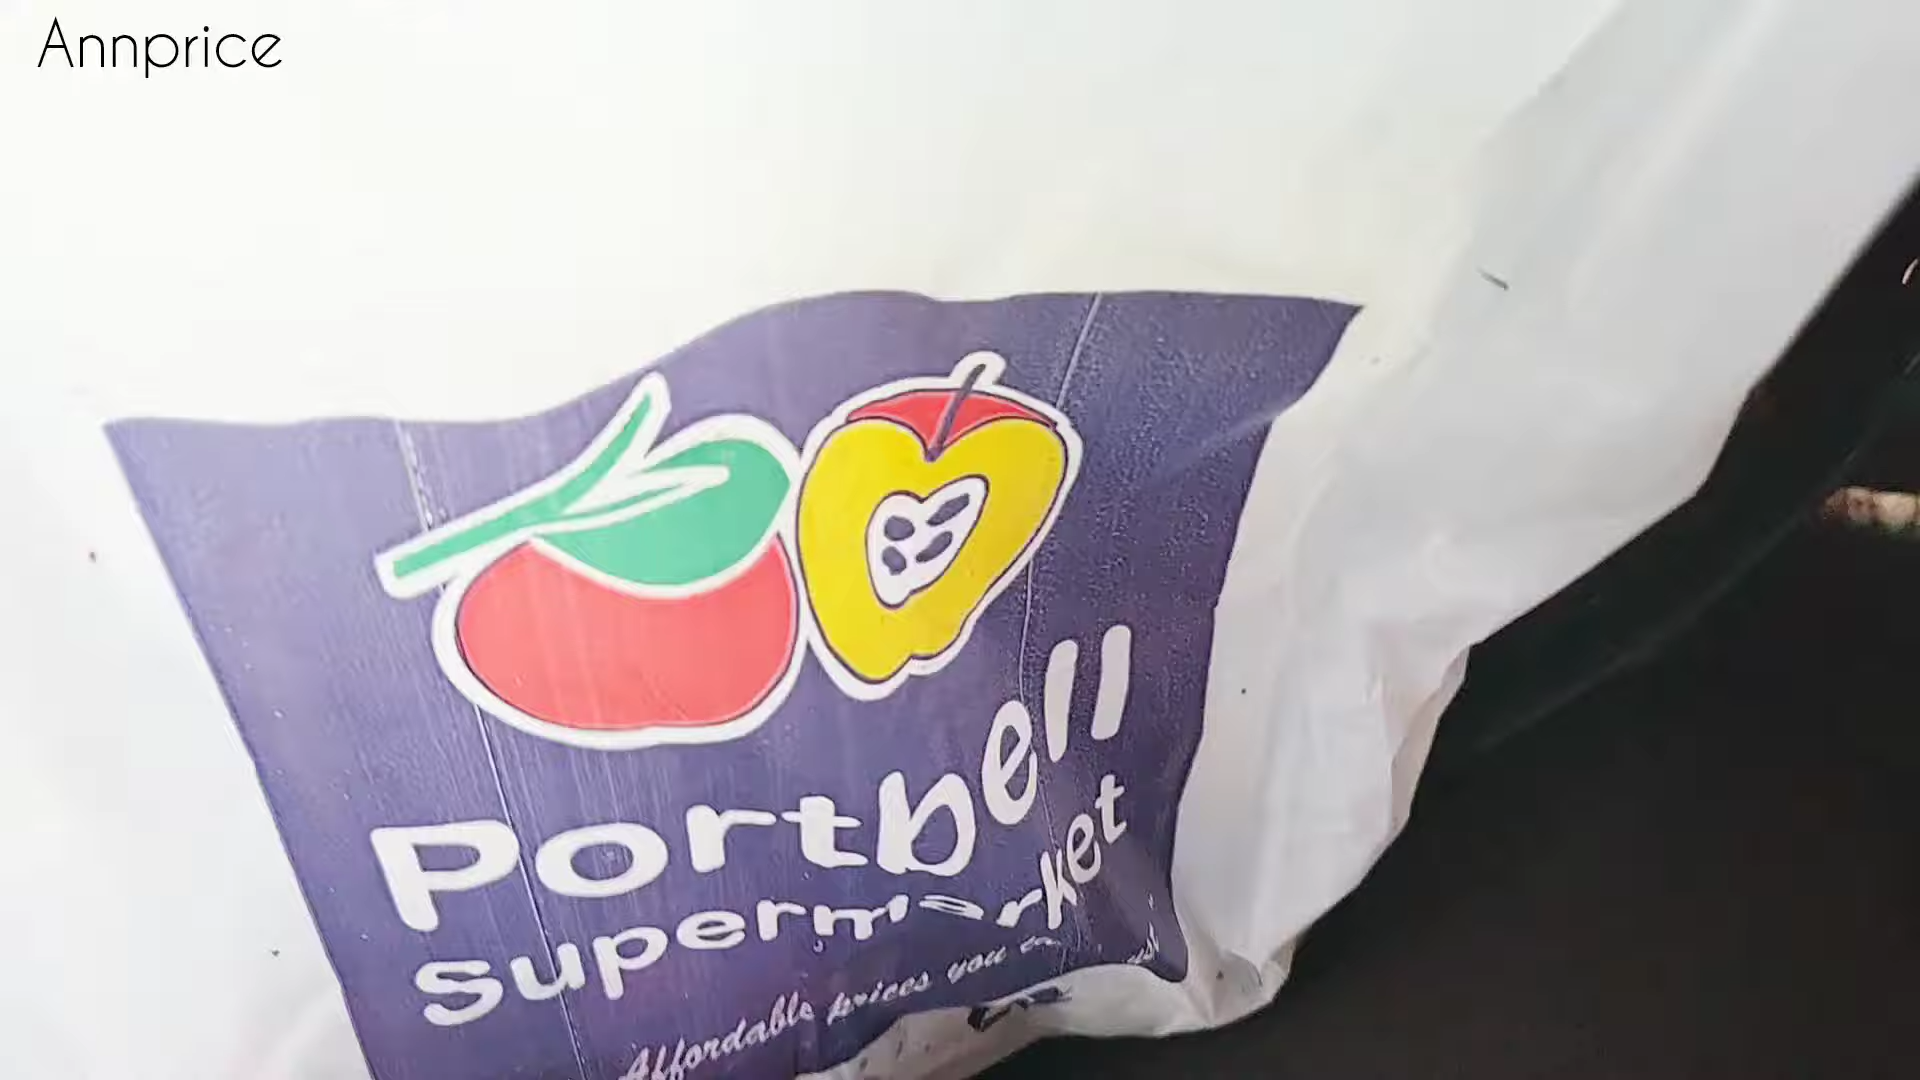 Annprice
Portbell
Supermarket
Affordable prices you